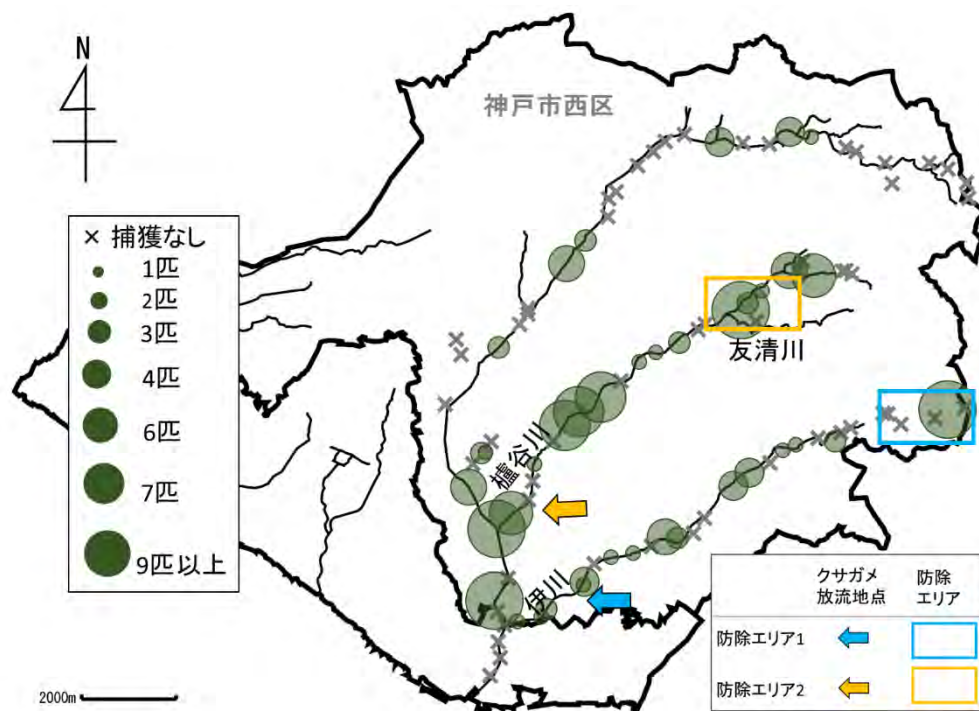 N
神戸市西区
× 捕獲なし
1匹
2匹
3匹
4匹
6匹
7匹
9匹以上
友清川
櫨谷川
伊川
クサガメ
放流地点
防除
エリア
防除エリア1
防除エリア2
2000m